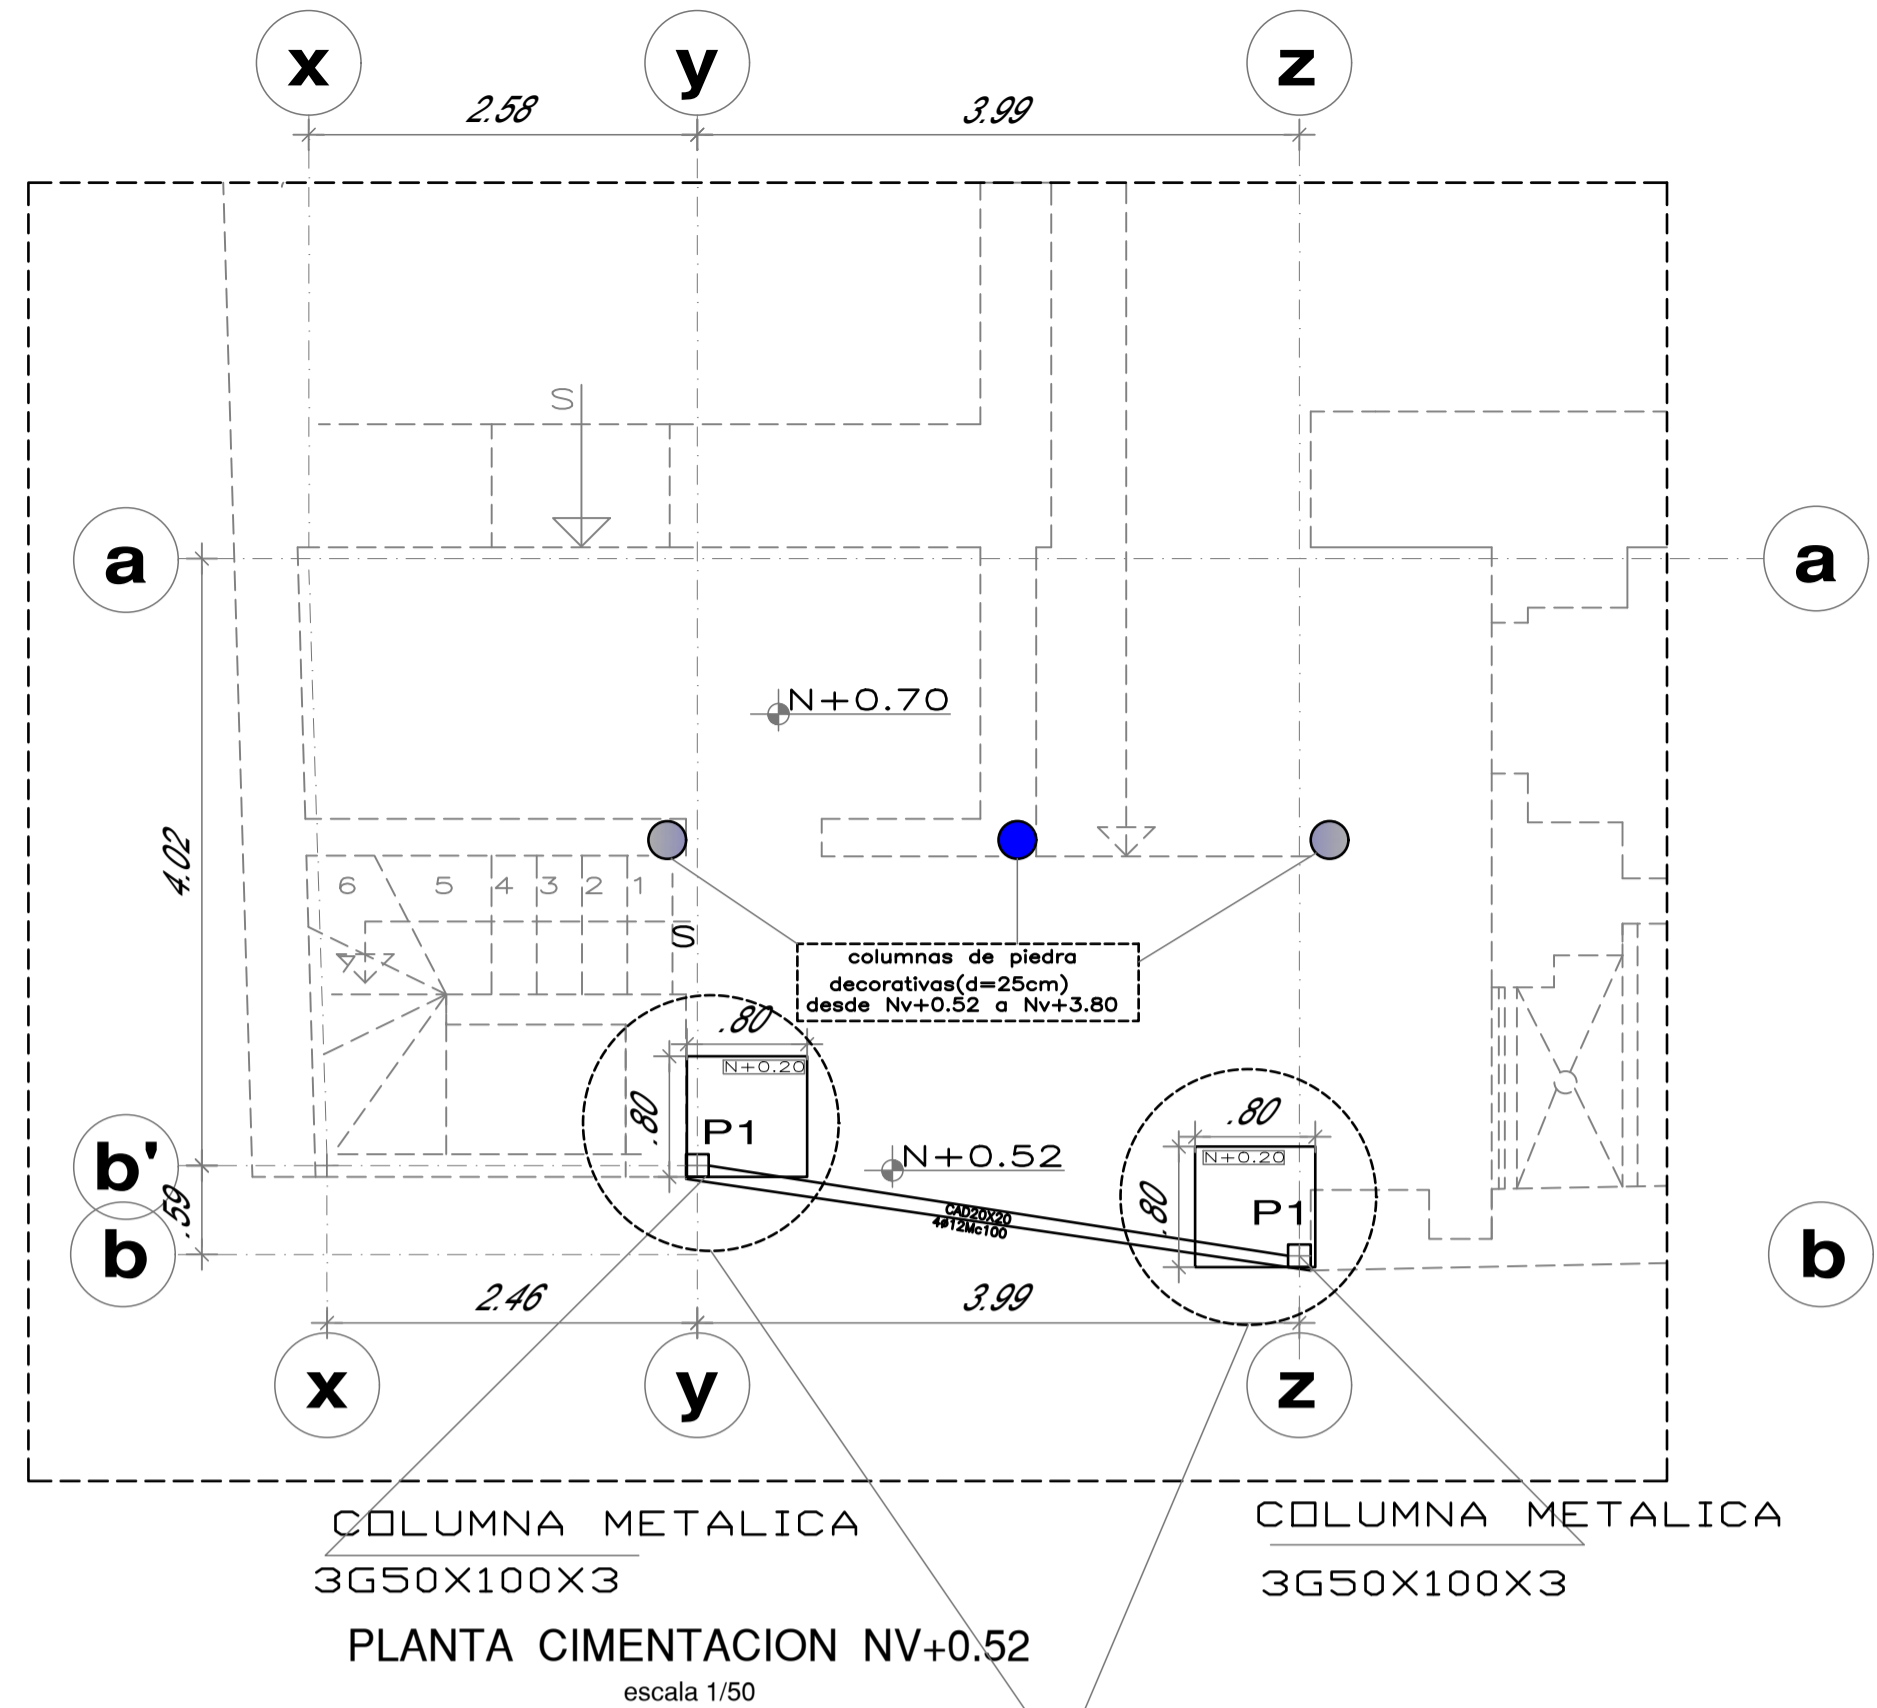 x y z
2.58 3.99
S
a a
N+0.70
4.02
6 5 4 3 2 1
S
columnas de piedra
decorativas(d=25cm)
desde Nv+0.52 a Nv+3.80
.80
N+0.20
.80
P1
N+0.52
.80
N+0.20
.80
P1
CAD20X20
4ø12Mc100
b'
.59
b b
2.46 3.99
x y z
COLUMNA METALICA
3G50X100X3
COLUMNA METALICA
3G50X100X3
PLANTA CIMENTACION NV+0.52
escala 1/50